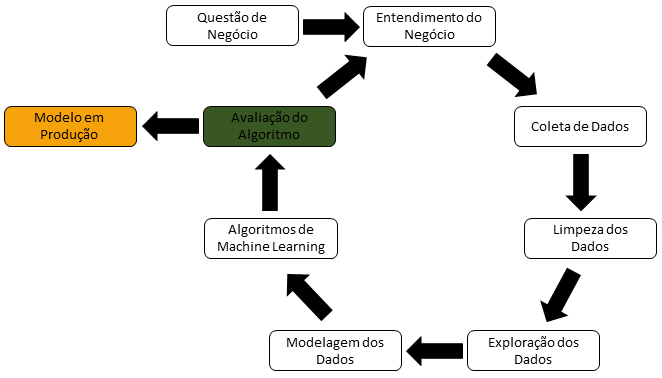 Questão de
Negócio
Entendimento do
Negócio
Coleta de Dados
Limpeza dos
Dados
Exploração dos
Dados
Modelagem dos
Dados
Algoritmos de
Machine Learning
Avaliação do
Algoritmo
Modelo em
Produção